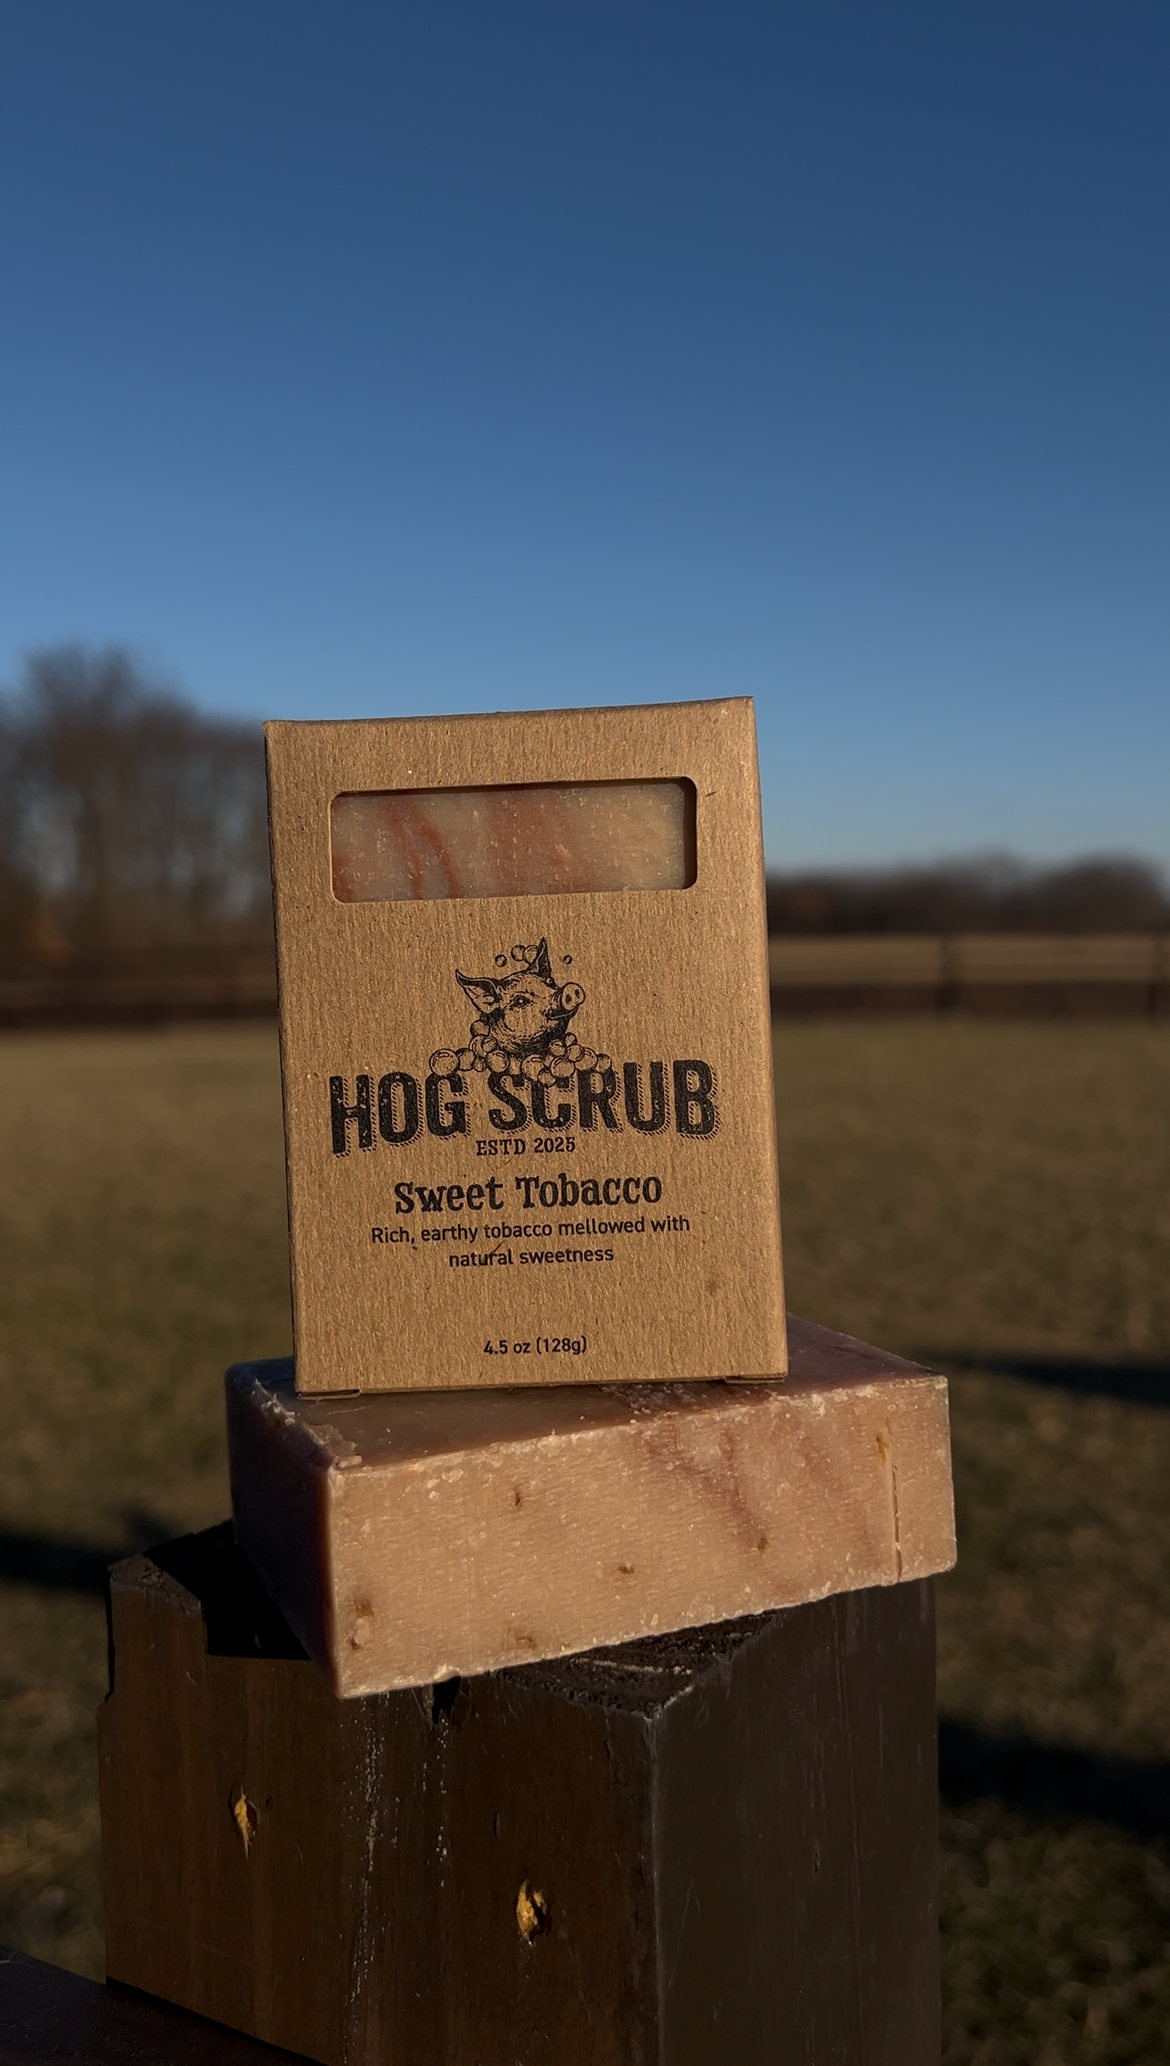 HOG SCRUB
ESTD 2025
Sweet Tobacco
Rich, earthy tobacco mellowed with
natural sweetness
4.5 oz (128g)